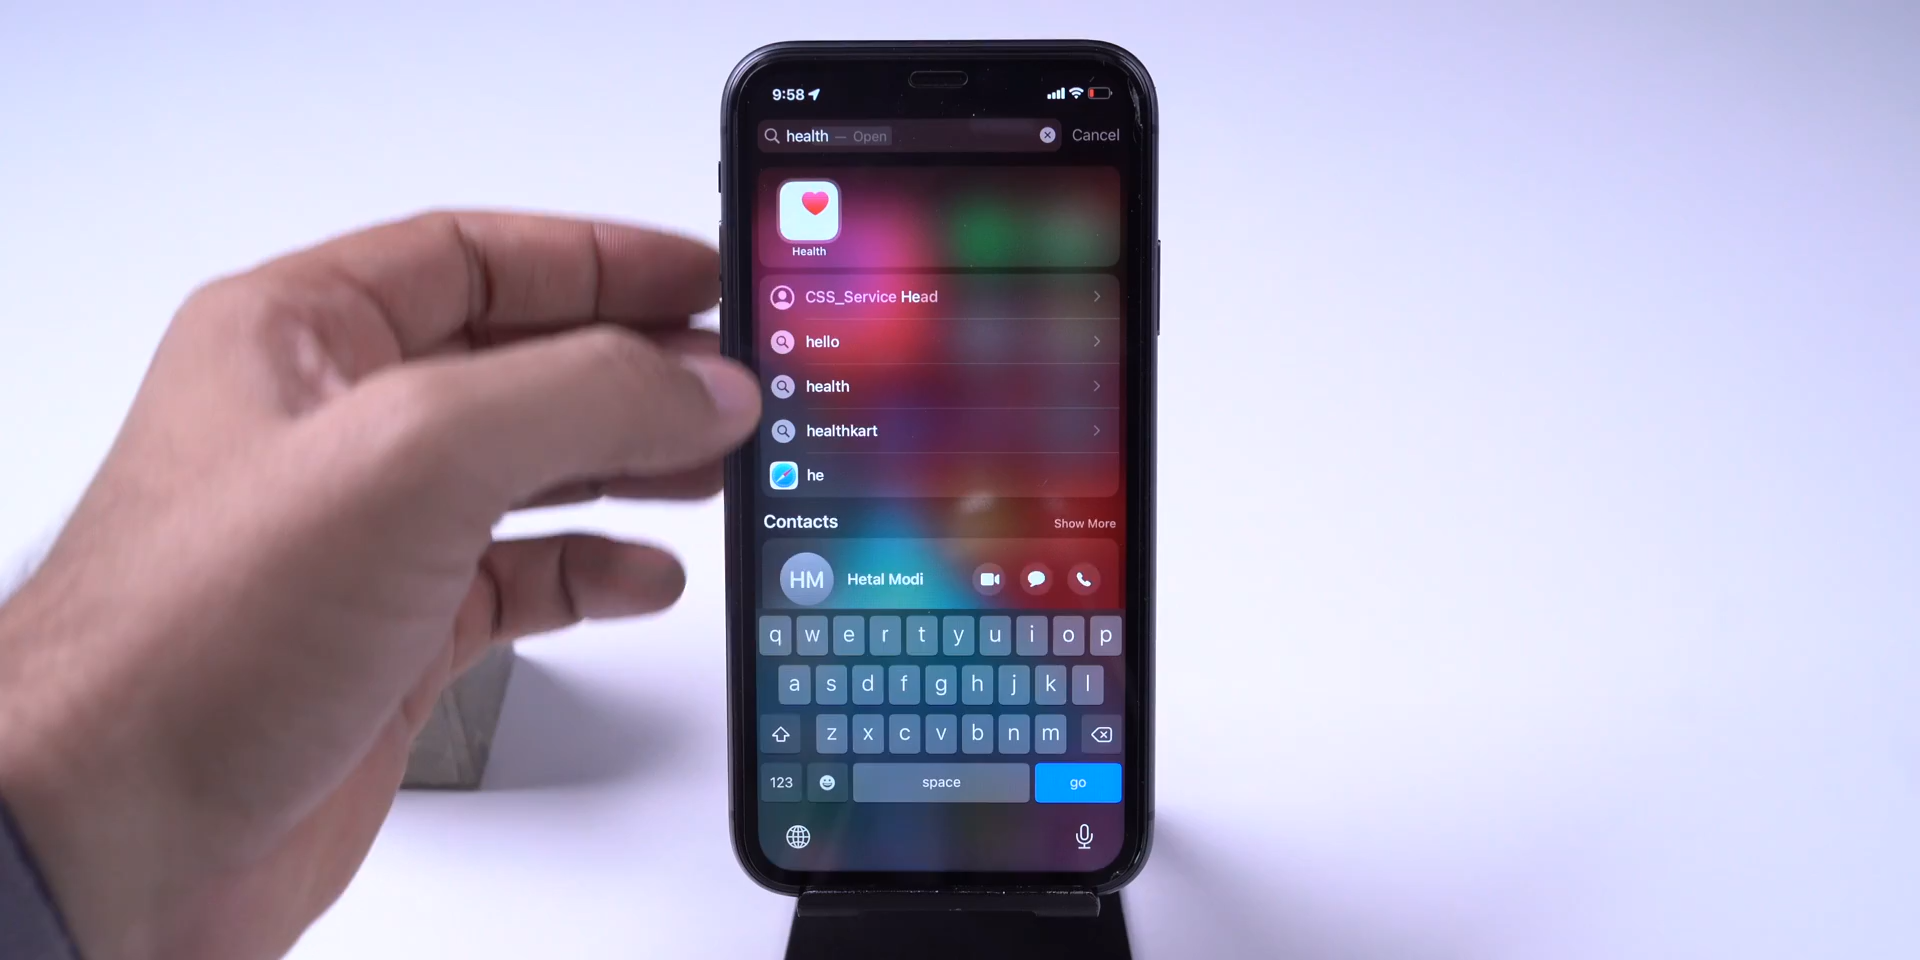 9:58
health — Open
Cancel
Health
CSS_Service Head
hello
health
healthkart
he
Contacts
Show More
HM
Hetal Modi
q w e r t y u i o p
a s d f g h j k l
z x c v b n m
123
space
go